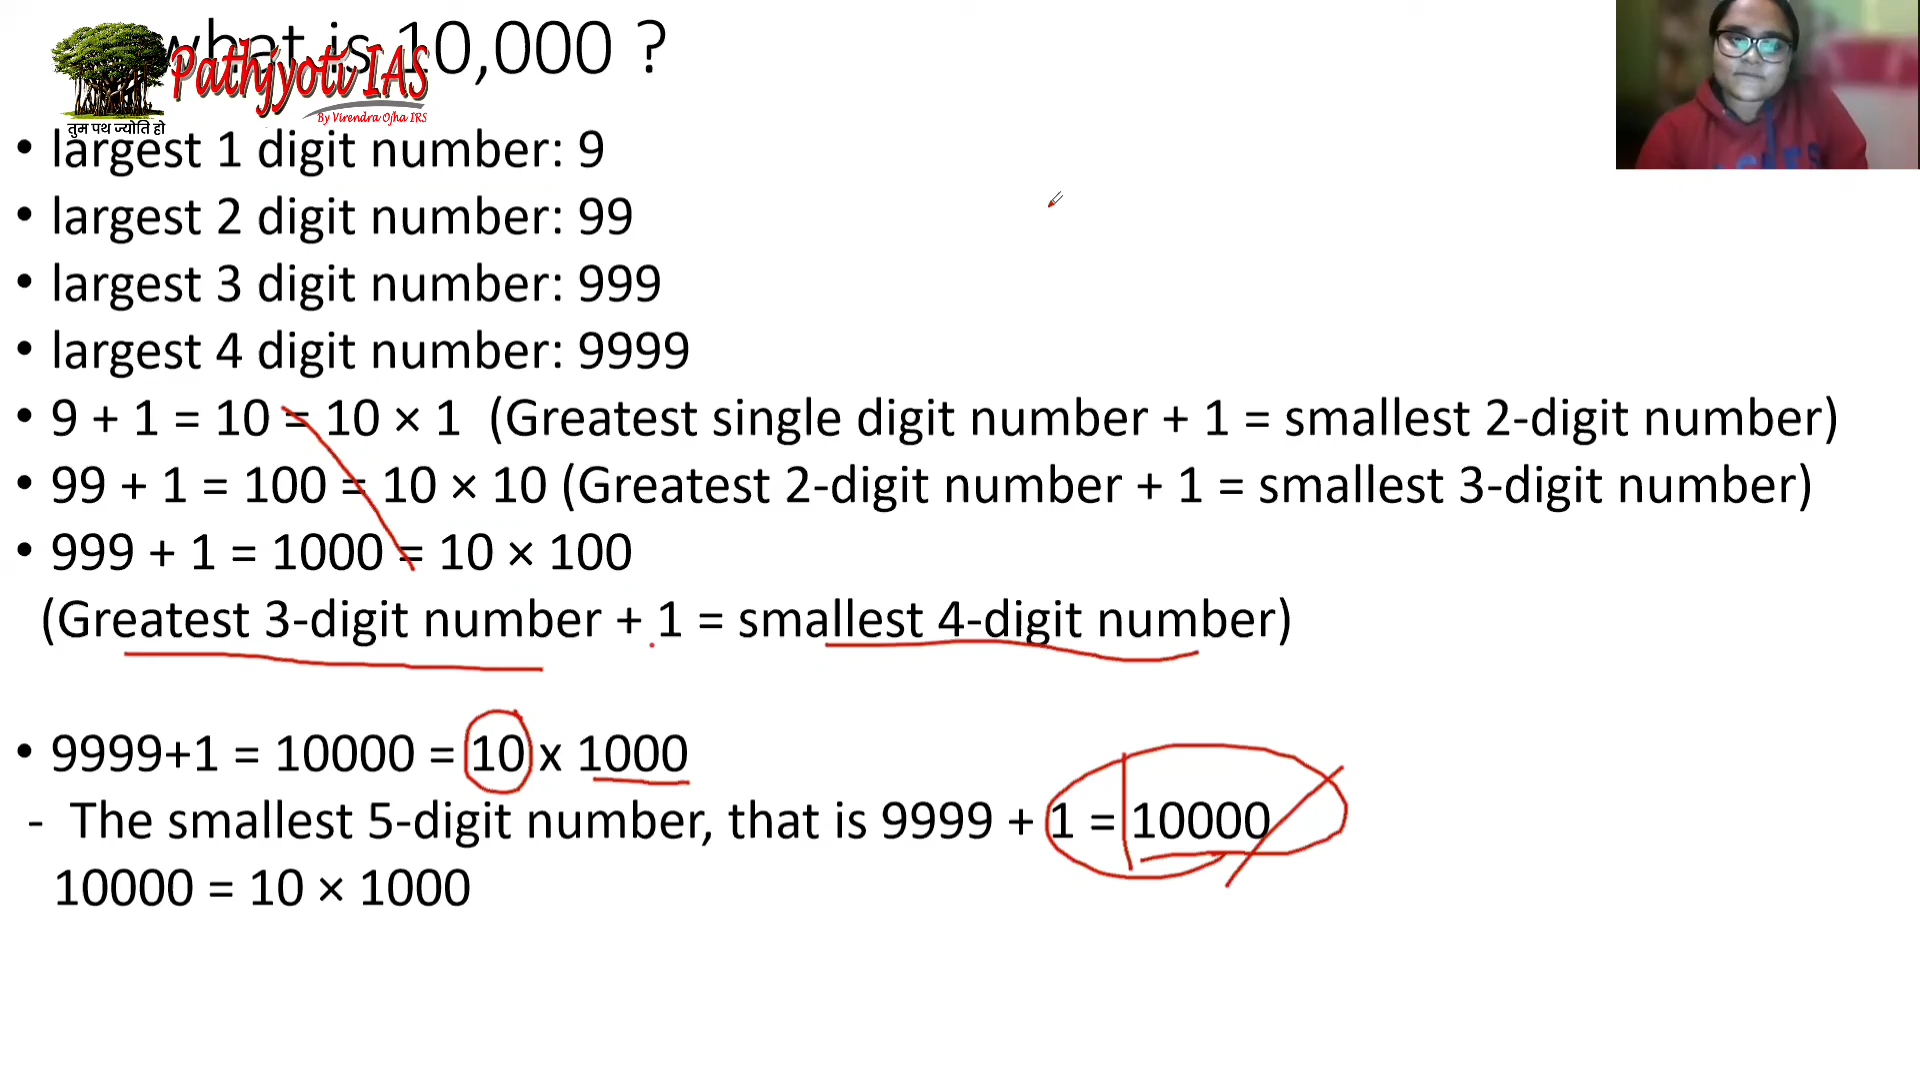 what is 10,000 ?
Pathjyoti IAS
By Virendra Ojha IRS
तुम पथ ज्योति हो
• largest 1 digit number: 9
• largest 2 digit number: 99
• largest 3 digit number: 999
• largest 4 digit number: 9999
• 9 + 1 = 10 = 10 × 1 (Greatest single digit number + 1 = smallest 2-digit number)
• 99 + 1 = 100 = 10 × 10 (Greatest 2-digit number + 1 = smallest 3-digit number)
• 999 + 1 = 1000 = 10 × 100
(Greatest 3-digit number + 1 = smallest 4-digit number)
• 9999+1 = 10000 = 10 x 1000
- The smallest 5-digit number, that is 9999 + 1 = 10000
10000 = 10 × 1000